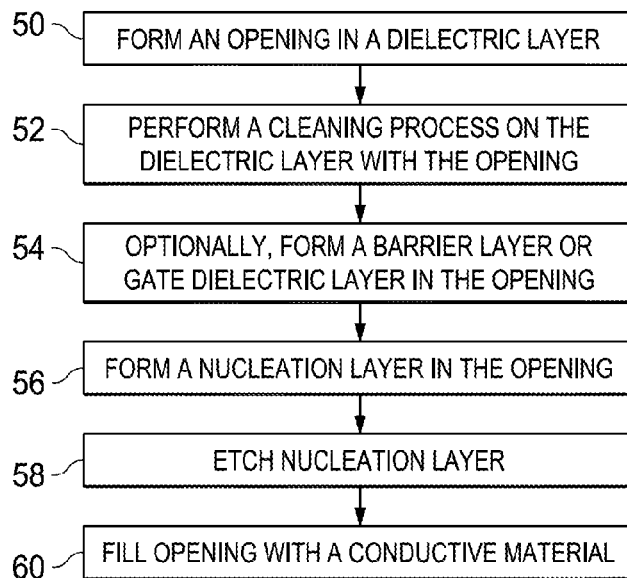 50
FORM AN OPENING IN A DIELECTRIC LAYER
52
PERFORM A CLEANING PROCESS ON THE
DIELECTRIC LAYER WITH THE OPENING
54
OPTIONALLY, FORM A BARRIER LAYER OR
GATE DIELECTRIC LAYER IN THE OPENING
56
FORM A NUCLEATION LAYER IN THE OPENING
58
ETCH NUCLEATION LAYER
60
FILL OPENING WITH A CONDUCTIVE MATERIAL